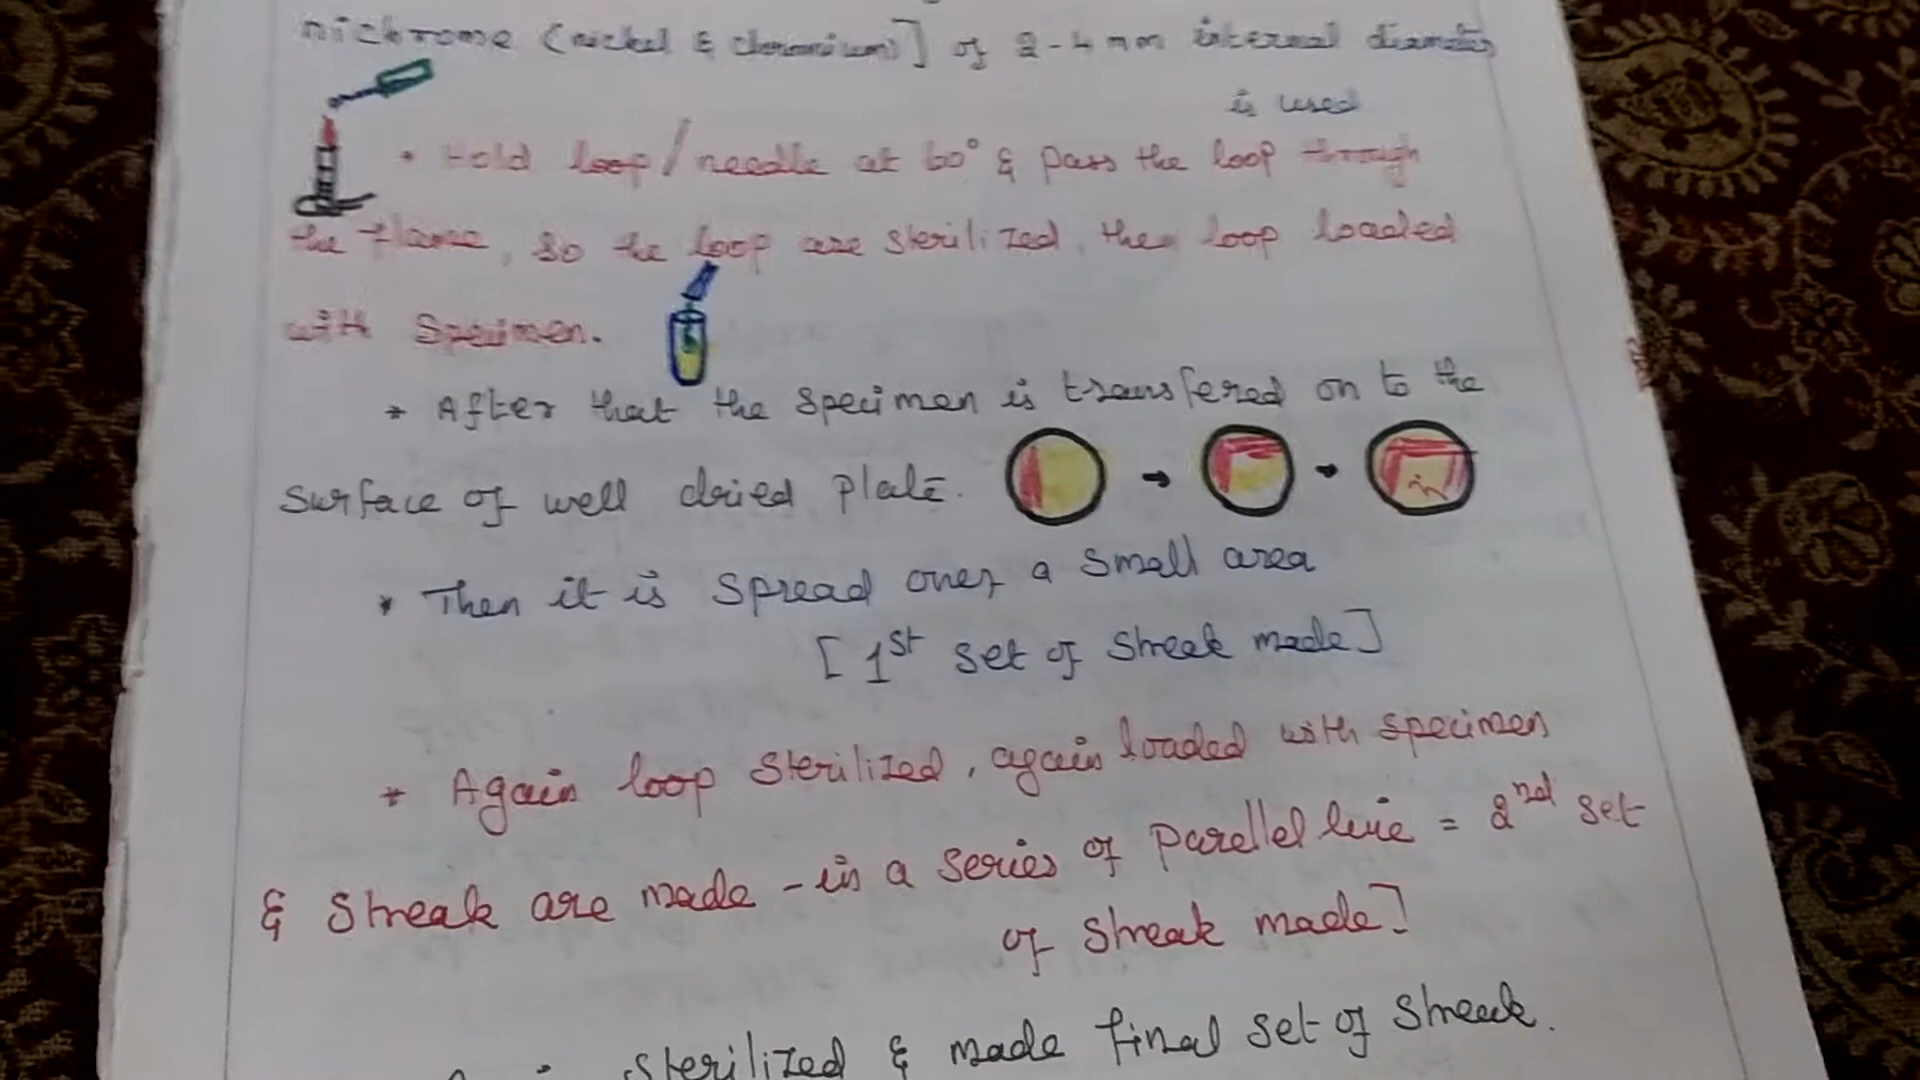 nichrome (nickel & chromium)] of 2-4 mm internal diameter
is used
• Hold loop/needle at 60° & pass the loop through
the flame, so the loop are sterilized, then loop loaded
with Specimen.
* After that the specimen is transfered on to the
surface of well dried plate.
* Then it is spread over a small area
[1st set of streak made]
* Again loop sterilized, again loaded with specimen
& streak are made - in a series of parellel line = 2nd set
of streak made]
sterilized & made final set of streak.